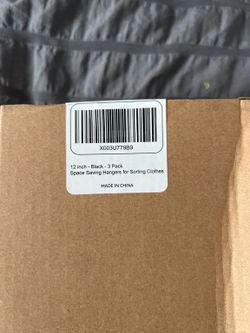 X003U779B9
12 inch - Black - 3 Pack
Space Saving Hangers for Sorting Clothes
MADE IN CHINA